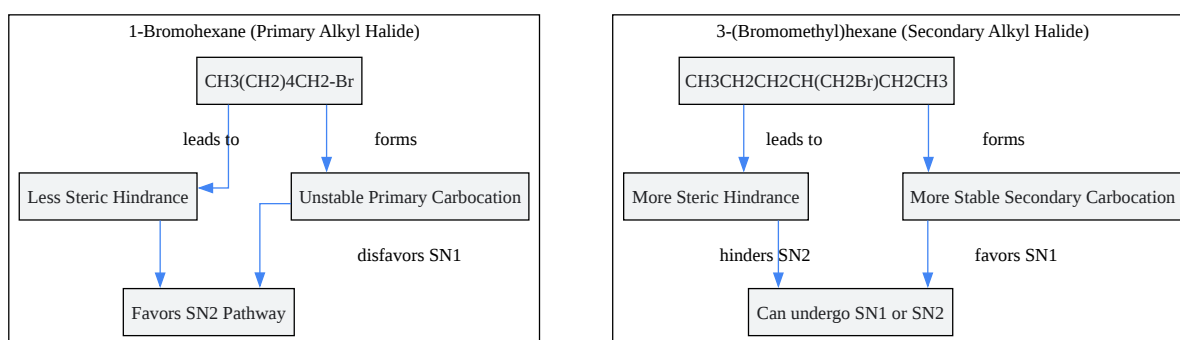 1-Bromohexane (Primary Alkyl Halide)
CH3(CH2)4CH2-Br
leads to
forms
Less Steric Hindrance
Unstable Primary Carbocation
disfavors SN1
Favors SN2 Pathway
3-(Bromomethyl)hexane (Secondary Alkyl Halide)
CH3CH2CH2CH(CH2Br)CH2CH3
leads to
forms
More Steric Hindrance
More Stable Secondary Carbocation
hinders SN2
favors SN1
Can undergo SN1 or SN2